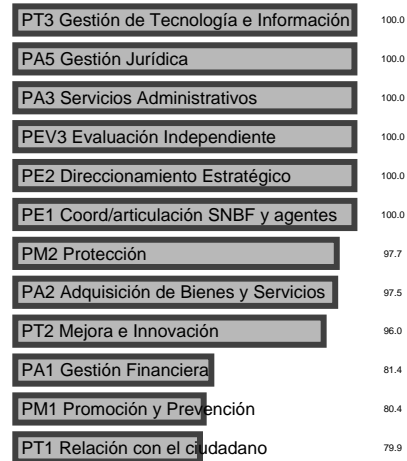 PT3 Gestión de Tecnología e Información 100.0
PA5 Gestión Jurídica 100.0
PA3 Servicios Administrativos 100.0
PEV3 Evaluación Independiente 100.0
PE2 Direccionamiento Estratégico 100.0
PE1 Coord/articulación SNBF y agentes 100.0
PM2 Protección 97.7
PA2 Adquisición de Bienes y Servicios 97.5
PT2 Mejora e Innovación 96.0
PA1 Gestión Financiera 81.4
PM1 Promoción y Prevención 80.4
PT1 Relación con el ciudadano 79.9